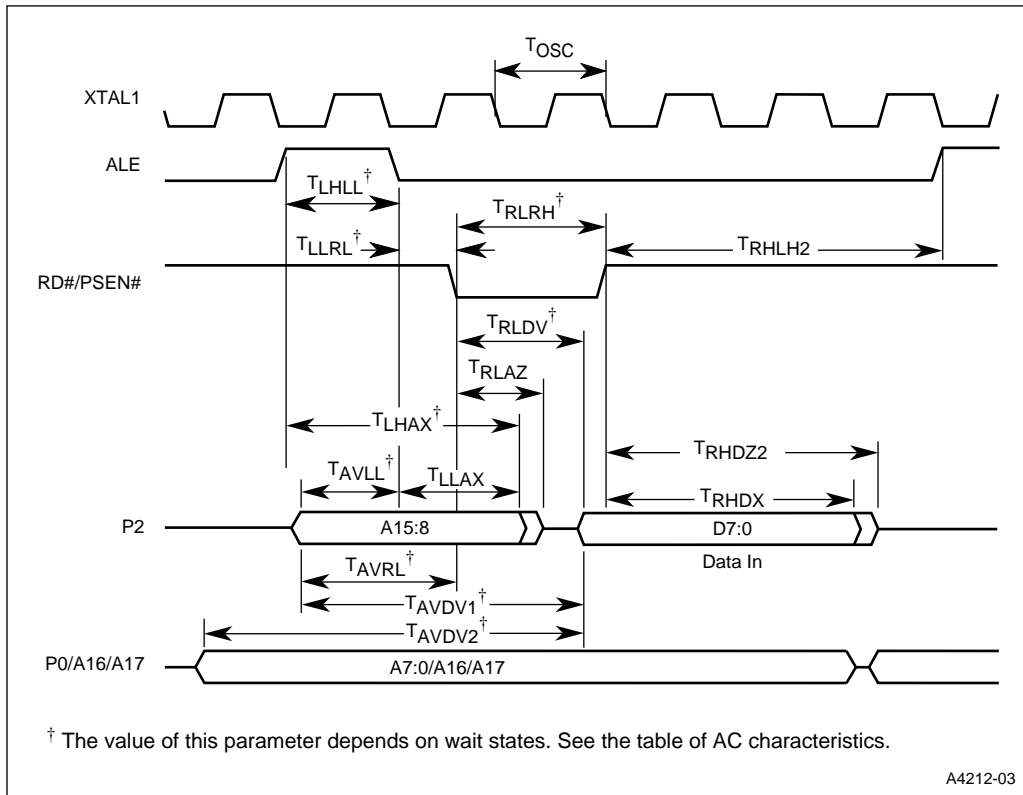 TOSC
XTAL1
ALE
TLHLL†
TRLRH†
TLLRL†
TRHLH2
RD#/PSEN#
TRLDV†
TRLAZ
TLHAX†
TRHDZ2
TAVLL†
TLLAX
TRHDX
P2
A15:8
D7:0
Data In
TAVRL†
TAVDV1†
TAVDV2†
P0/A16/A17
A7:0/A16/A17
† The value of this parameter depends on wait states. See the table of AC characteristics.
A4212-03